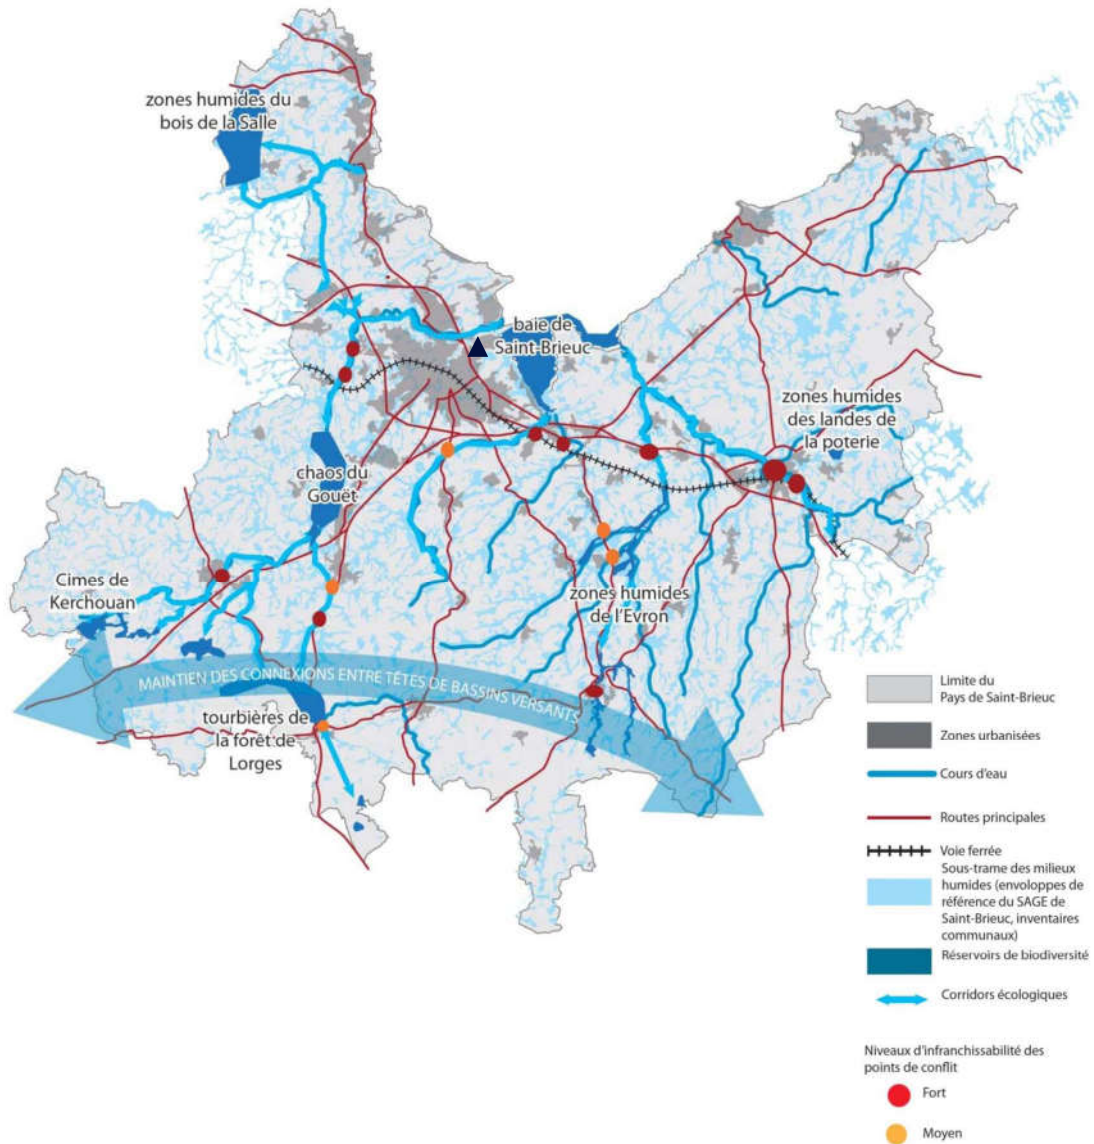 zones humides du
bois de la Salle
baie de
Saint-Brieuc
zones humides
des landes de
la poterie
chaos du
Gouët
Cimes de
Kerchouan
zones humides
de l'Evron
MAINTIEN DES CONNEXIONS ENTRE TÊTES DE BASSINS VERSANTS
tourbières de
la forêt de
Lorges
Limite du
Pays de Saint-Brieuc
Zones urbanisées
Cours d'eau
Routes principales
Voie ferrée
Sous-trame des milieux
humides (envoloppes de
référence du SAGE de
Saint-Brieuc, inventaires
communaux)
Réservoirs de biodiversité
Corridors écologiques
Niveaux d'infranchissabilité des
points de conflit
Fort
Moyen